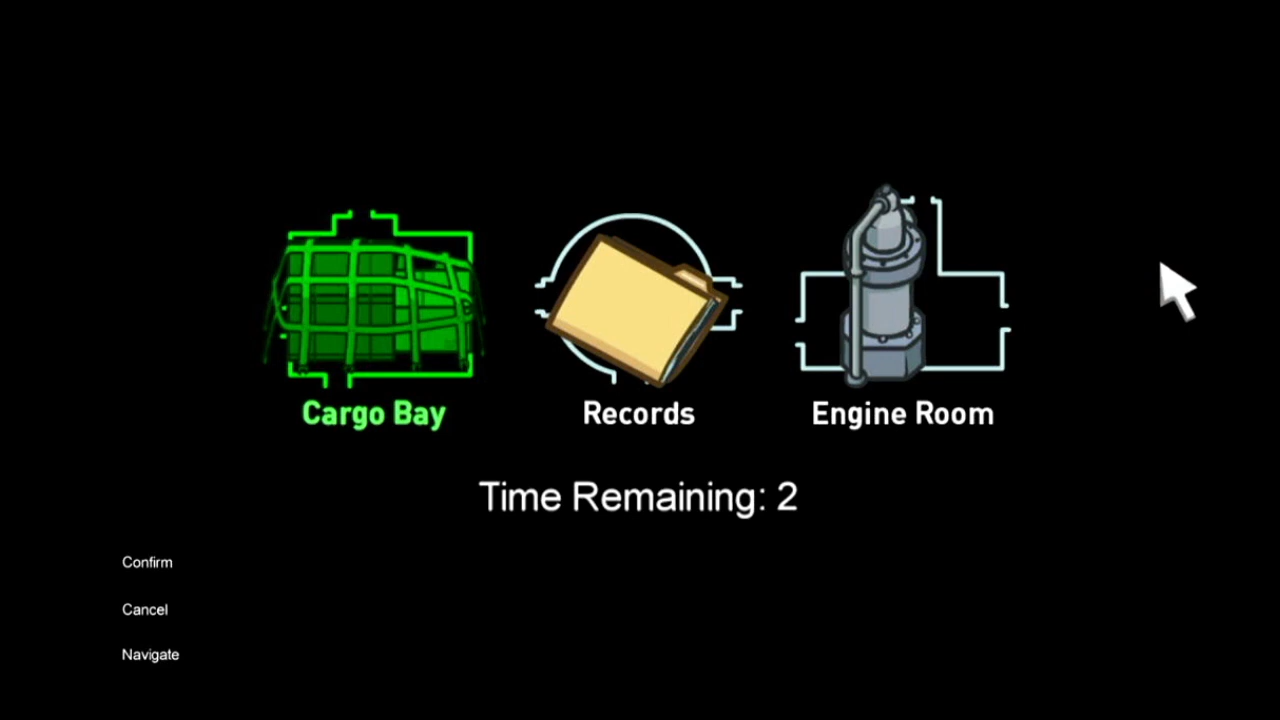 Cargo Bay
Records
Engine Room
Time Remaining: 2
Confirm
Cancel
Navigate